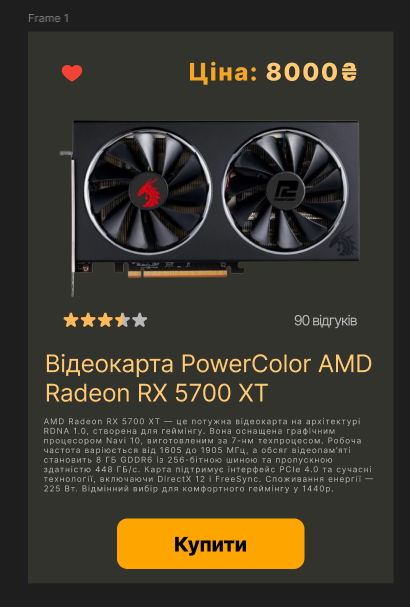 Frame 1
Ціна: 8000₴
90 відгуків
Відеокарта PowerColor AMD
Radeon RX 5700 XT
AMD Radeon RX 5700 XT — це потужна відеокарта на архітектурі
RDNA 1.0, створена для геймінгу. Вона оснащена графічним
процесором Navi 10, виготовленим за 7-нм техпроцесом. Робоча
частота варіюється від 1605 до 1905 МГц, а обсяг відеопам'яті
становить 8 ГБ GDDR6 із 256-бітною шиною та пропускною
здатністю 448 ГБ/с. Карта підтримує інтерфейс PCIe 4.0 та сучасні
технології, включаючи DirectX 12 і FreeSync. Споживання енергії —
225 Вт. Відмінний вибір для комфортного геймінгу у 1440p.
Купити